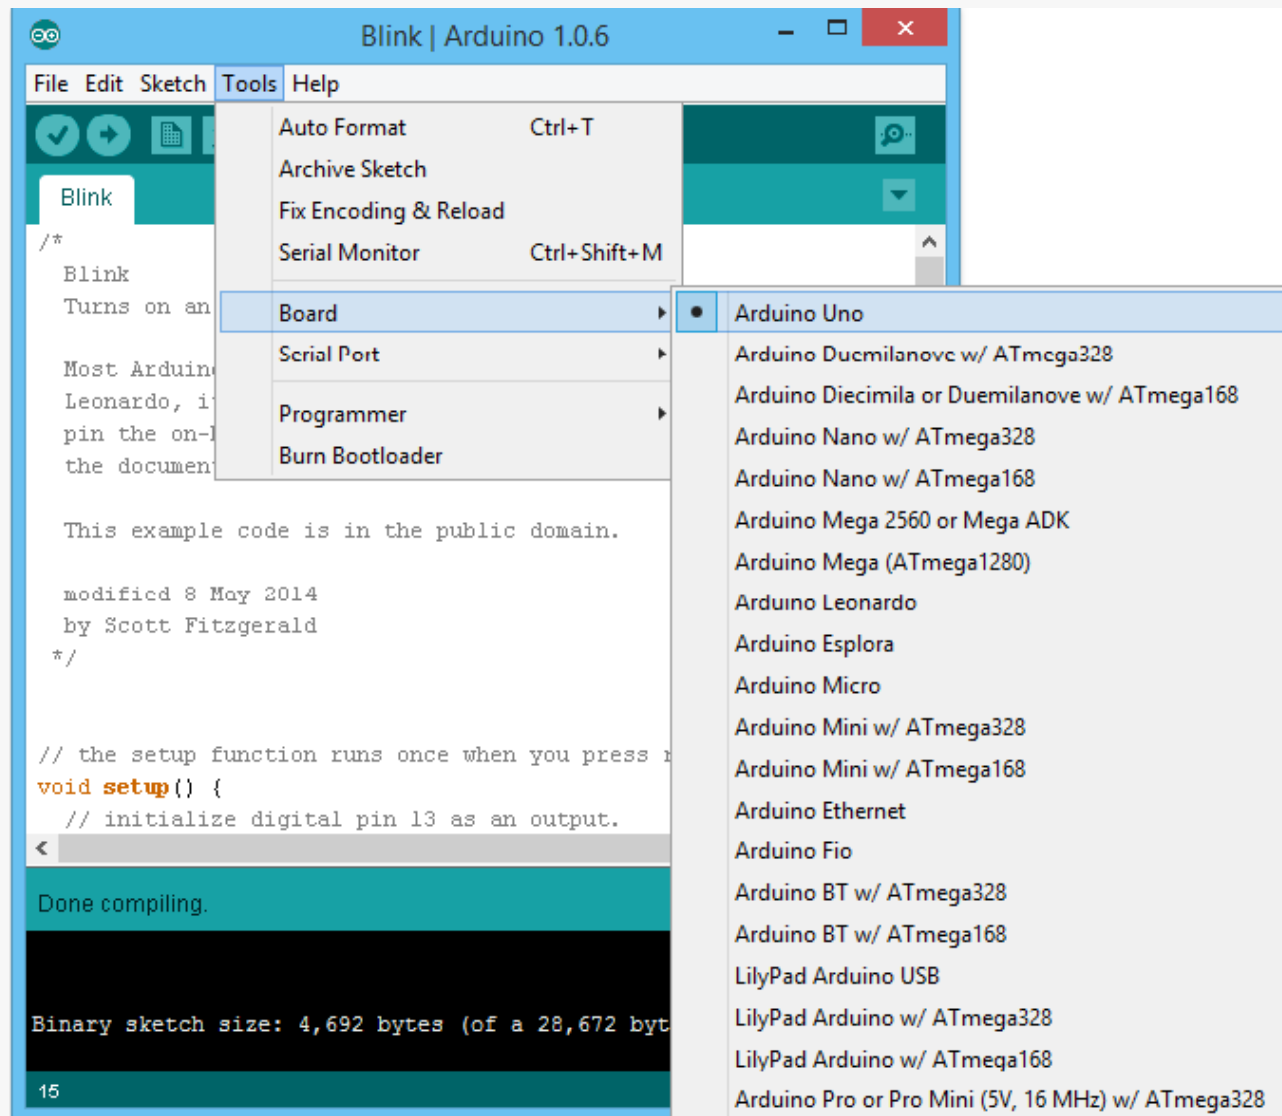 Blink | Arduino 1.0.6
File Edit Sketch Tools Help
Auto Format Ctrl+T
Archive Sketch
Fix Encoding & Reload
Serial Monitor Ctrl+Shift+M
Board
Serial Port
Programmer
Burn Bootloader
Arduino Uno
Arduino Duemilanove w/ ATmega328
Arduino Diecimila or Duemilanove w/ ATmega168
Arduino Nano w/ ATmega328
Arduino Nano w/ ATmega168
Arduino Mega 2560 or Mega ADK
Arduino Mega (ATmega1280)
Arduino Leonardo
Arduino Esplora
Arduino Micro
Arduino Mini w/ ATmega328
Arduino Mini w/ ATmega168
Arduino Ethernet
Arduino Fio
Arduino BT w/ ATmega328
Arduino BT w/ ATmega168
LilyPad Arduino USB
LilyPad Arduino w/ ATmega328
LilyPad Arduino w/ ATmega168
Arduino Pro or Pro Mini (5V, 16 MHz) w/ ATmega328
Blink
/*
Blink
Turns on an
Most Arduin
Leonardo, i
pin the on-
the documen
This example code is in the public domain.
modified 8 May 2014
by Scott Fitzgerald
*/
// the setup function runs once when you press
void setup() {
// initialize digital pin 13 as an output.
Done compiling.
Binary sketch size: 4,692 bytes (of a 28,672 byt
15